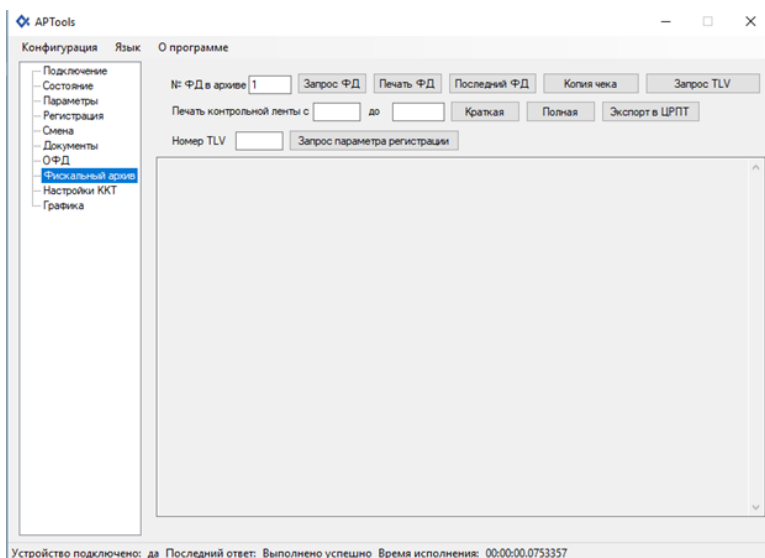 APTools
Конфигурация Язык О программе
Подключение
Состояние
Параметры
Регистрация
Смена
Документы
ОФД
Фискальный архив
Настройки ККТ
Графика
№ ФД в архиве 1 Запрос ФД Печать ФД Последний ФД Копия чека Запрос TLV
Печать контрольной ленты с до Краткая Полная Экспорт в ЦРПТ
Номер TLV Запрос параметра регистрации
Устройство подключено: да Последний ответ: Выполнено успешно Время исполнения: 00:00:00.0753357